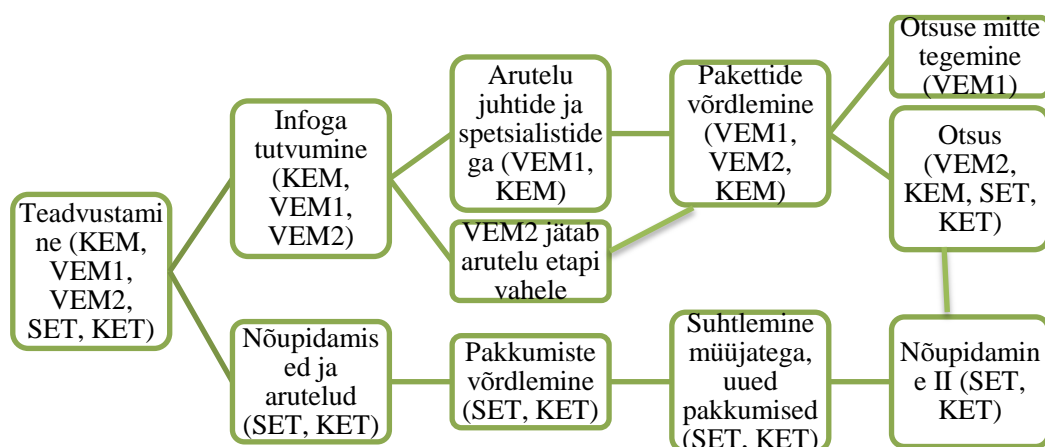 Teadvustami
ne (KEM,
VEM1,
VEM2,
SET, KET)
Infoga
tutvumine
(KEM,
VEM1,
VEM2)
Arutelu
juhtide ja
spetsialistide
ga (VEM1,
KEM)
VEM2 jätab
arutelu etapi
vahele
Pakettide
võrdlemine
(VEM1,
VEM2,
KEM)
Otsuse mitte
tegemine
(VEM1)
Otsus
(VEM2,
KEM, SET,
KET)
Nõupidamis
ed ja
arutelud
(SET, KET)
Pakkumiste
võrdlemine
(SET, KET)
Suhtlemine
müüjatega,
uued
pakkumised
(SET, KET)
Nõupidamin
e II (SET,
KET)